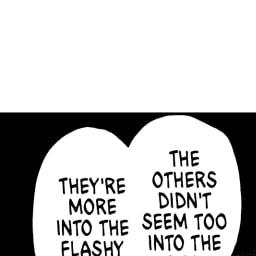 THE
OTHERS
DIDN'T
SEEM TOO
INTO THE
THEY'RE
MORE
INTO THE
FLASHY